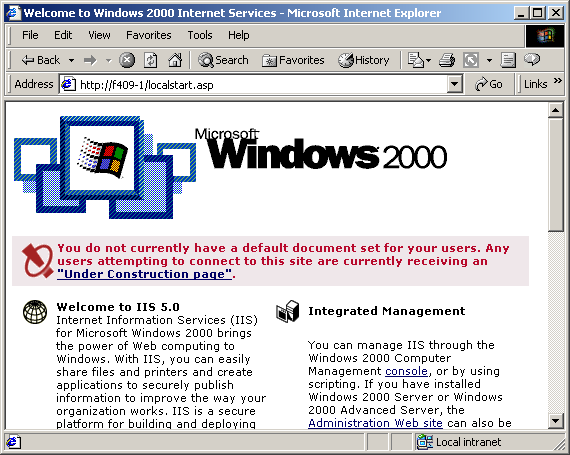 Welcome to Windows 2000 Internet Services - Microsoft Internet Explorer
File Edit View Favorites Tools Help
Back Search Favorites History
Address http://f409-1/localstart.asp Go Links »
Microsoft
Windows 2000
You do not currently have a default document set for your users. Any
users attempting to connect to this site are currently receiving an
"Under Construction page".
Welcome to IIS 5.0
Internet Information Services (IIS)
for Microsoft Windows 2000 brings
the power of Web computing to
Windows. With IIS, you can easily
share files and printers and create
applications to securely publish
information to improve the way your
organization works. IIS is a secure
platform for building and deploying
Integrated Management
You can manage IIS through the
Windows 2000 Computer
Management console, or by using
scripting. If you have installed
Windows 2000 Server or Windows
2000 Advanced Server, the
Administration Web site can also be
Local intranet